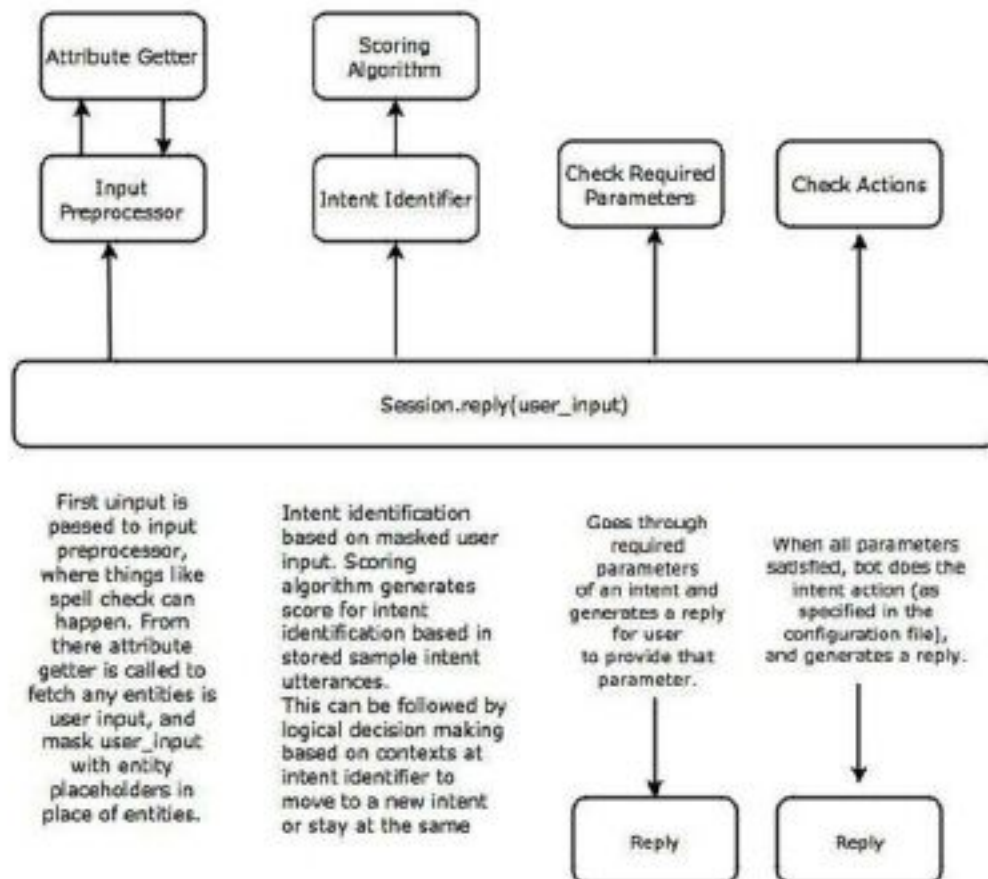 Attribute Getter
Scoring
Algorithm
Input
Preprocessor
Intent Identifier
Check Required
Parameters
Check Actions
Session.reply(user_input)
First uinput is
passed to input
preprocessor,
where things like
spell check can
happen. From
there attribute
getter is called to
fetch any entities is
user input, and
mask user_input
with entity
placeholders in
place of entities.
Intent identification
based on masked user
input. Scoring
algorithm generates
score for intent
identification based in
stored sample intent
utterances.
This can be followed by
logical decision making
based on contexts at
intent identifier to
move to a new intent
or stay at the same
Goes through
required
parameters
of an intent and
generates a reply
for user
to provide that
parameter.
When all parameters
satisfied, bot does the
intent action (as
specified in the
configuration file),
and generates a reply.
Reply
Reply